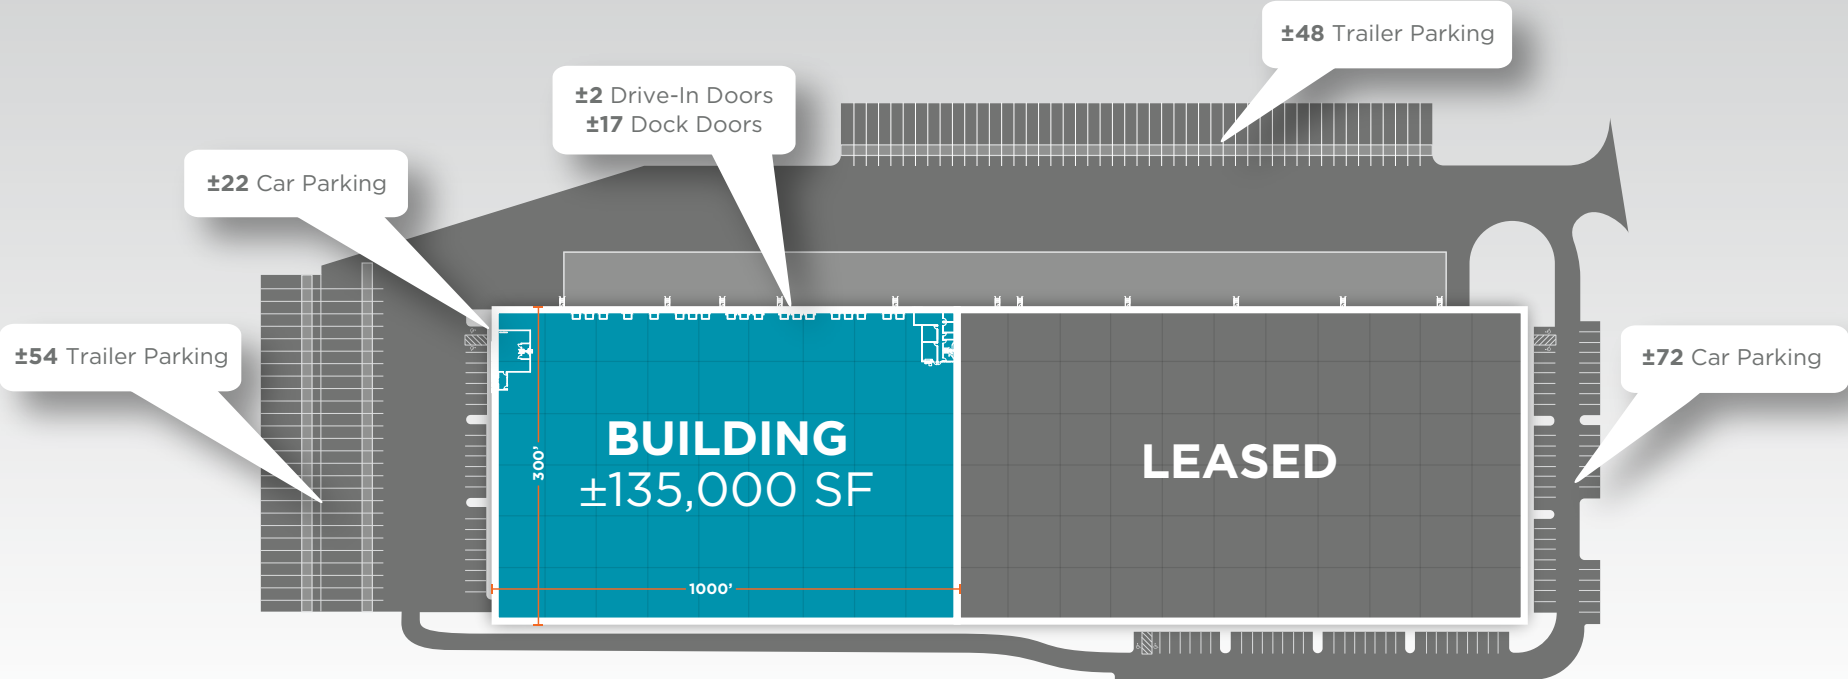 ±48 Trailer Parking
±2 Drive-In Doors
±17 Dock Doors
±22 Car Parking
±54 Trailer Parking
±72 Car Parking
BUILDING
±135,000 SF
300’
1000’
LEASED